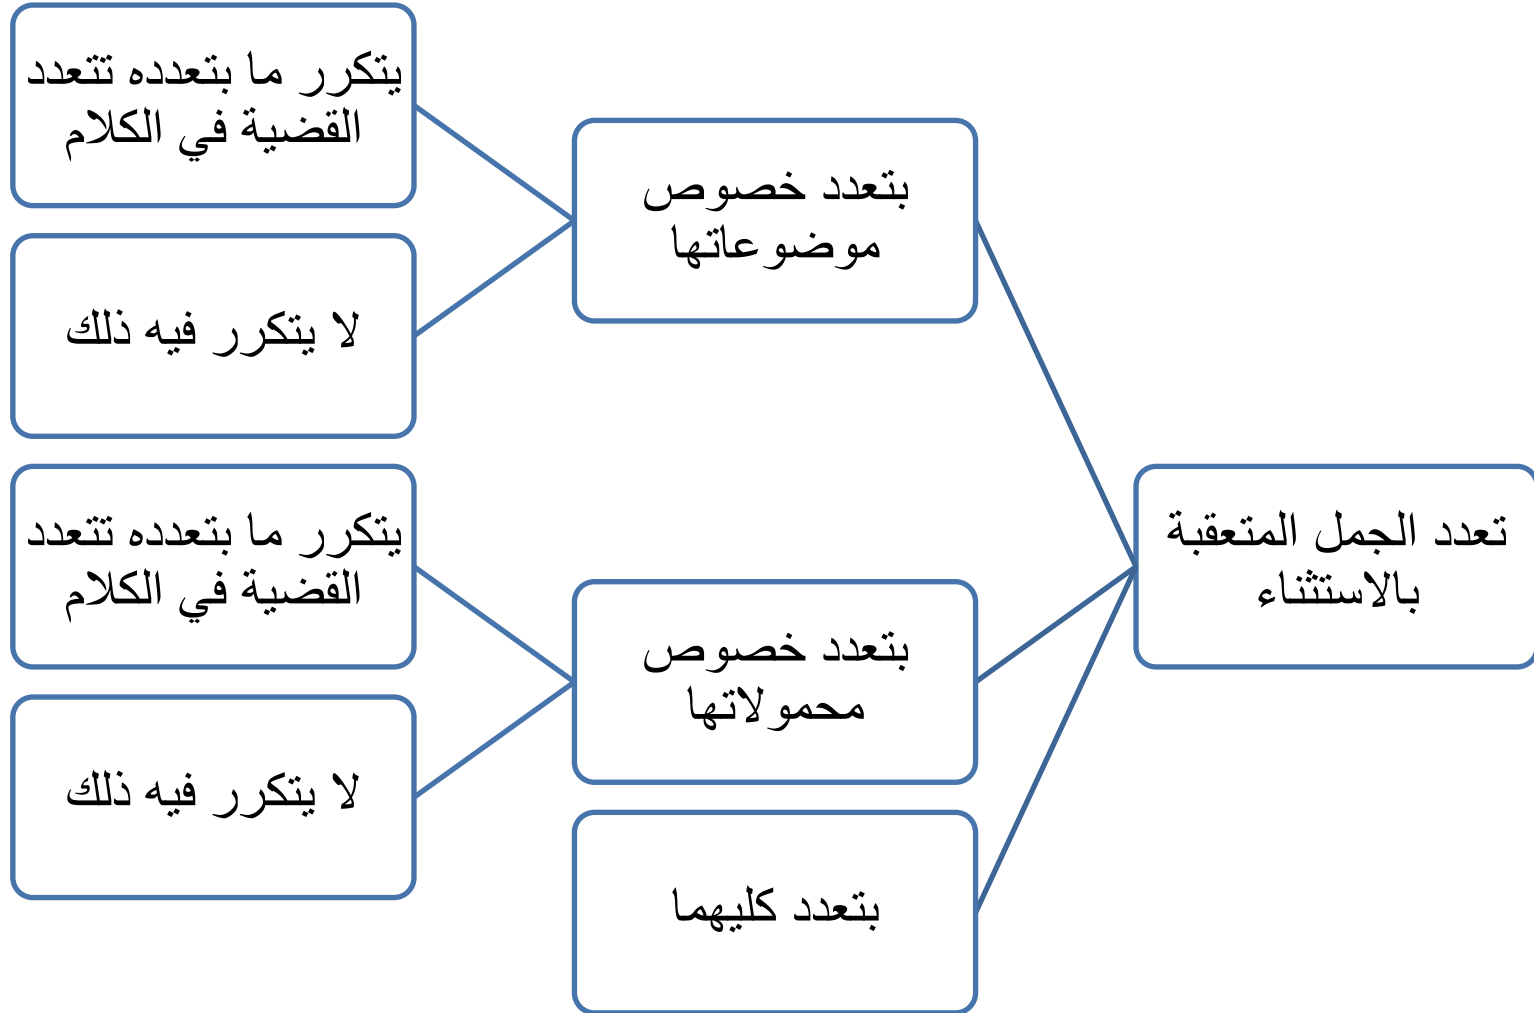 تعدد الجمل المتعقبة
بالاستثناء
بتعدد خصوص
موضوعاتها
يتكرر ما بتعدده تتعدد
القضية في الكلام
لا يتكرر فيه ذلك
بتعدد خصوص
محمولاتها
يتكرر ما بتعدده تتعدد
القضية في الكلام
لا يتكرر فيه ذلك
بتعدد كليهما